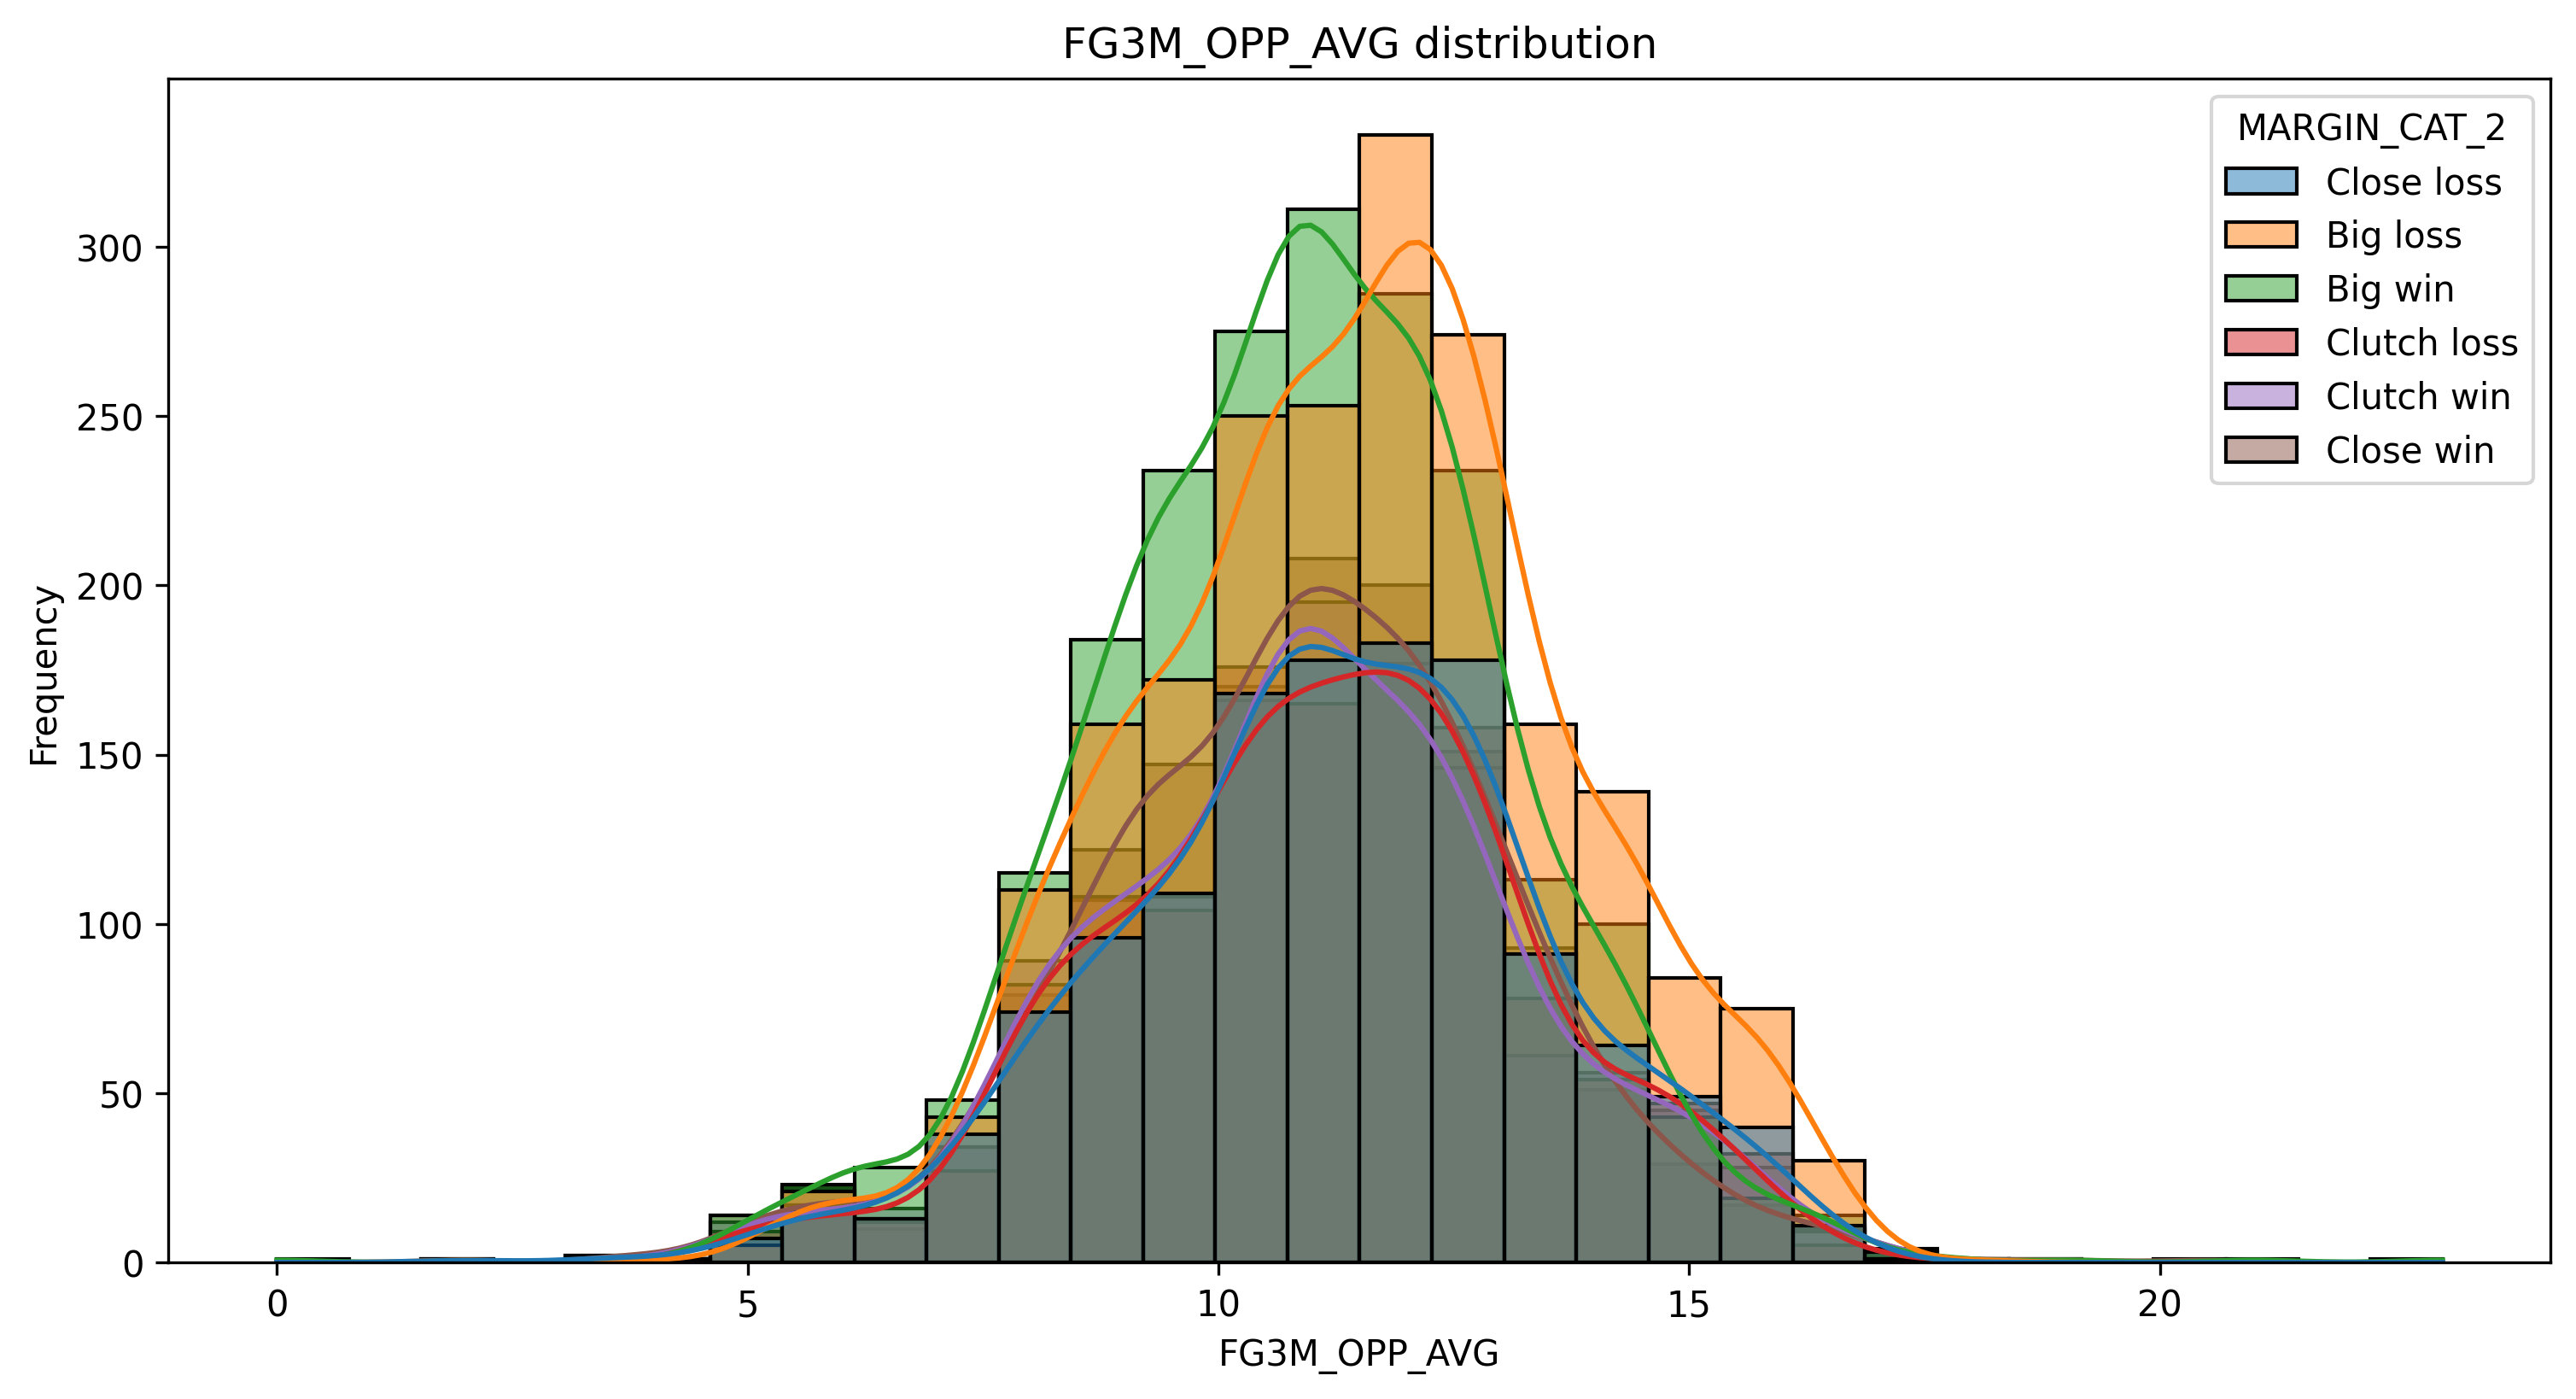 FG3M_OPP_AVG distribution
MARGIN_CAT_2
Close loss
Big loss
Big win
Clutch loss
Clutch win
Close win
Frequency
300
250
200
150
100
50
0
0 5 10 15 20
FG3M_OPP_AVG